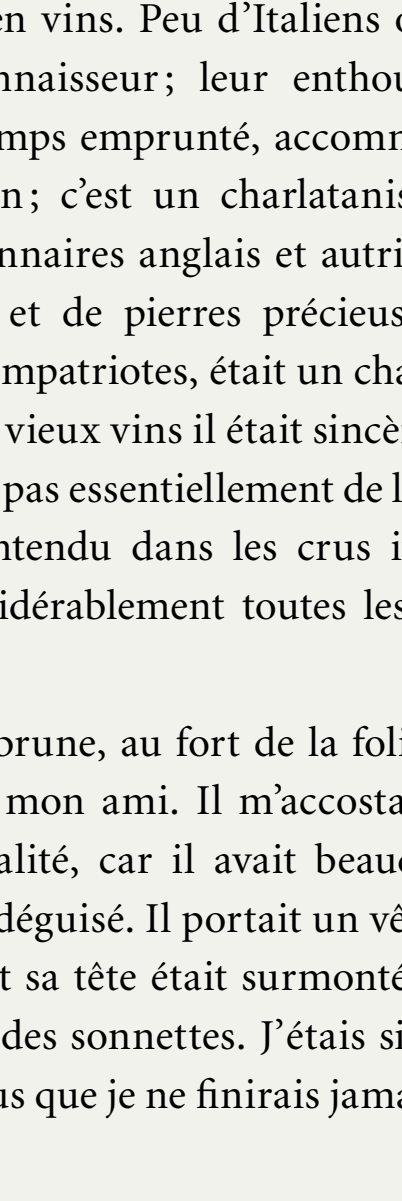 en vins. Peu d’Italiens
nnaisseur ; leur enthou
mps emprunté, accomm
n ; c’est un charlatanis
nnaires anglais et autri
et de pierres précieus
mpatriotes, était un cha
vieux vins il était sincè
pas essentiellement de l
ntendu dans les crus i
idérablement toutes les
brune, au fort de la foli
mon ami. Il m’accosta
alité, car il avait beauc
déguisé. Il portait un vê
t sa tête était surmonté
des sonnettes. J’étais si
us que je ne finirais jama